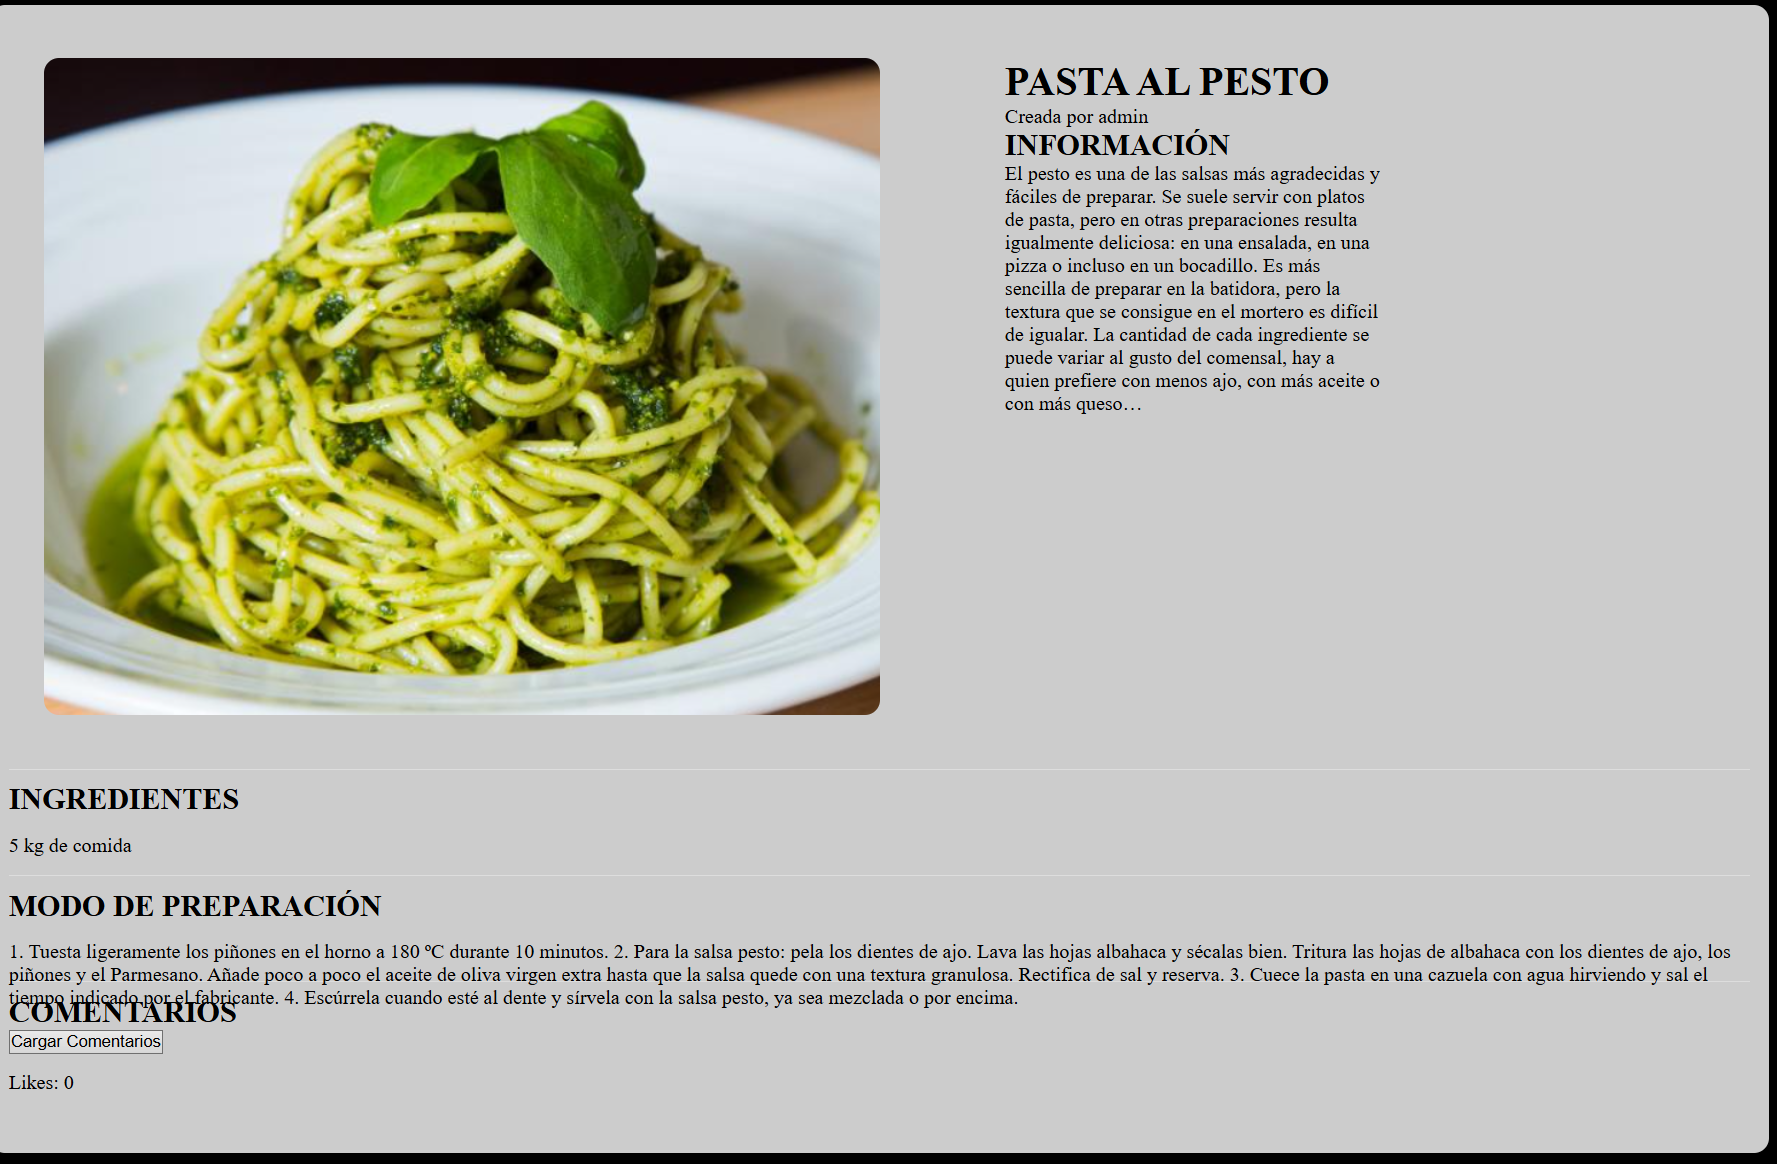 PASTA AL PESTO
Creada por admin
INFORMACIÓN
El pesto es una de las salsas más agradecidas y
fáciles de preparar. Se suele servir con platos
de pasta, pero en otras preparaciones resulta
igualmente deliciosa: en una ensalada, en una
pizza o incluso en un bocadillo. Es más
sencilla de preparar en la batidora, pero la
textura que se consigue en el mortero es difícil
de igualar. La cantidad de cada ingrediente se
puede variar al gusto del comensal, hay a
quien prefiere con menos ajo, con más aceite o
con más queso…
INGREDIENTES
5 kg de comida
MODO DE PREPARACIÓN
1. Tuesta ligeramente los piñones en el horno a 180 ºC durante 10 minutos. 2. Para la salsa pesto: pela los dientes de ajo. Lava las hojas albahaca y sécalas bien. Tritura las hojas de albahaca con los dientes de ajo, los
piñones y el Parmesano. Añade poco a poco el aceite de oliva virgen extra hasta que la salsa quede con una textura granulosa. Rectifica de sal y reserva. 3. Cuece la pasta en una cazuela con agua hirviendo y sal el
tiempo indicado por el fabricante. 4. Escúrrela cuando esté al dente y sírvela con la salsa pesto, ya sea mezclada o por encima.
COMENTARIOS
Cargar Comentarios
Likes: 0